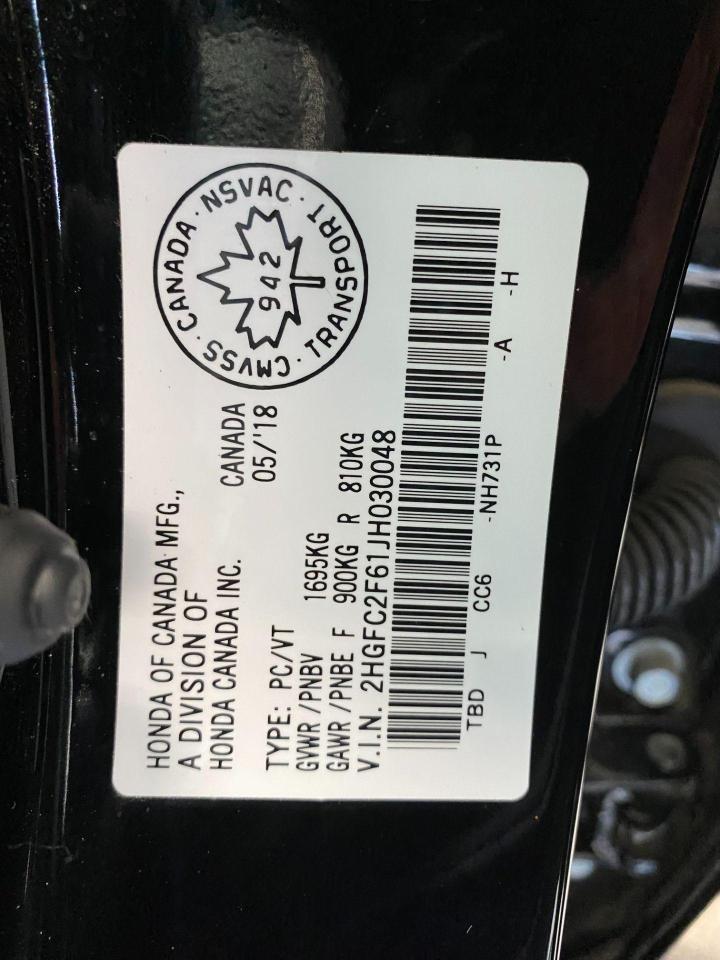 HONDA OF CANADA MFG.,
A DIVISION OF
HONDA CANADA INC.
CANADA
05/'18
CMVSS · CANADA · NSVAC · TRANSPORT ·
942
TYPE: PC/VT
GVWR /PNBV 1695KG
GAWR /PNBE F 900KG R 810KG
V.I.N. 2HGFC2F61JH030048
TBD J CC6 -NH731P -A -H